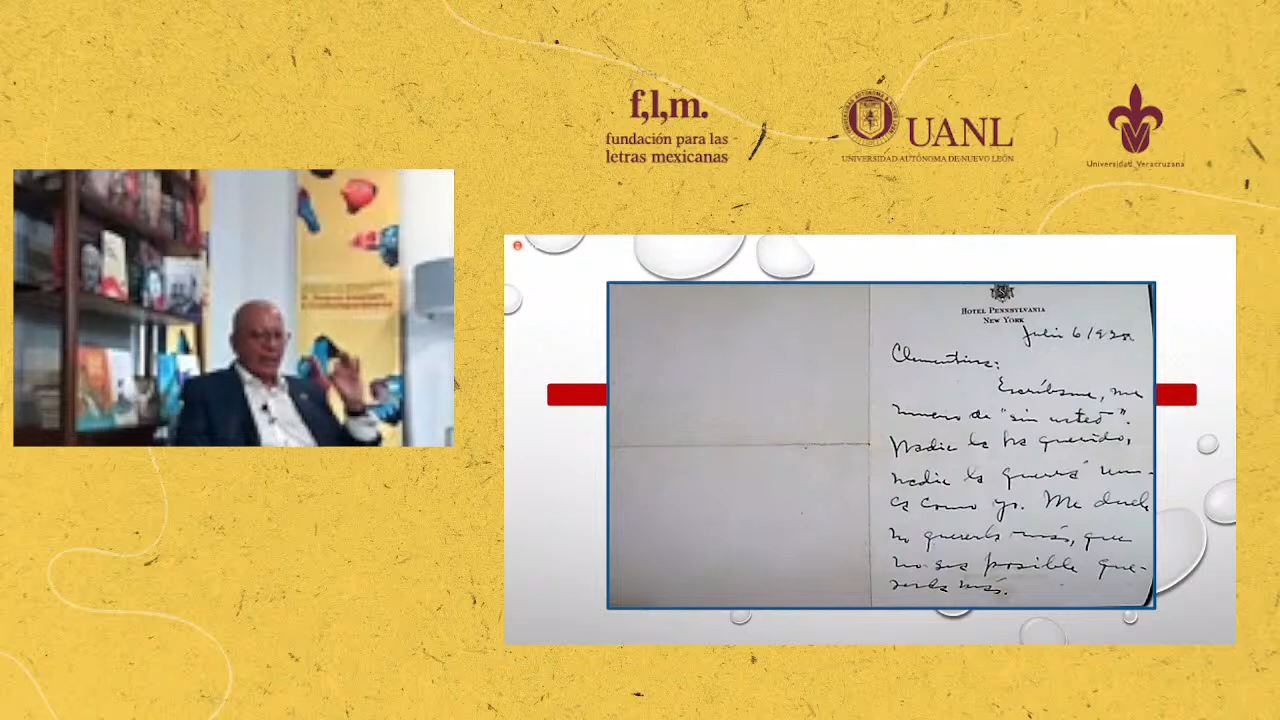 f,l,m.
fundación para las
letras mexicanas
UNIVERSIDAD AUTÓNOMA DE NUEVO LEÓN
UANL
Universidad Veracruzana
HOTEL PENNSYLVANIA
NEW YORK
Julio 6/928.
Clementina:
Escríbame, me
muero de "sin usted".
Nadie la ha querido,
nadie la querrá nun-
ca como yo. Me duele
no quererla más, que
no sea posible que-
rerla más.